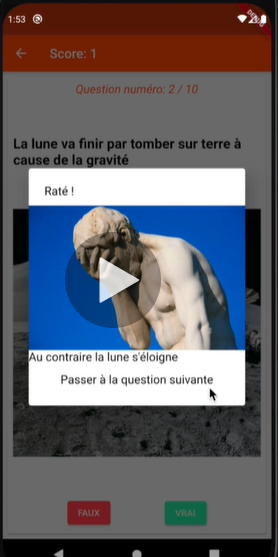 1:53
Score: 1
Question numéro: 2 / 10
La lune va finir par tomber sur terre à
cause de la gravité
Raté !
Au contraire la lune s'éloigne
Passer à la question suivante
FAUX
VRAI